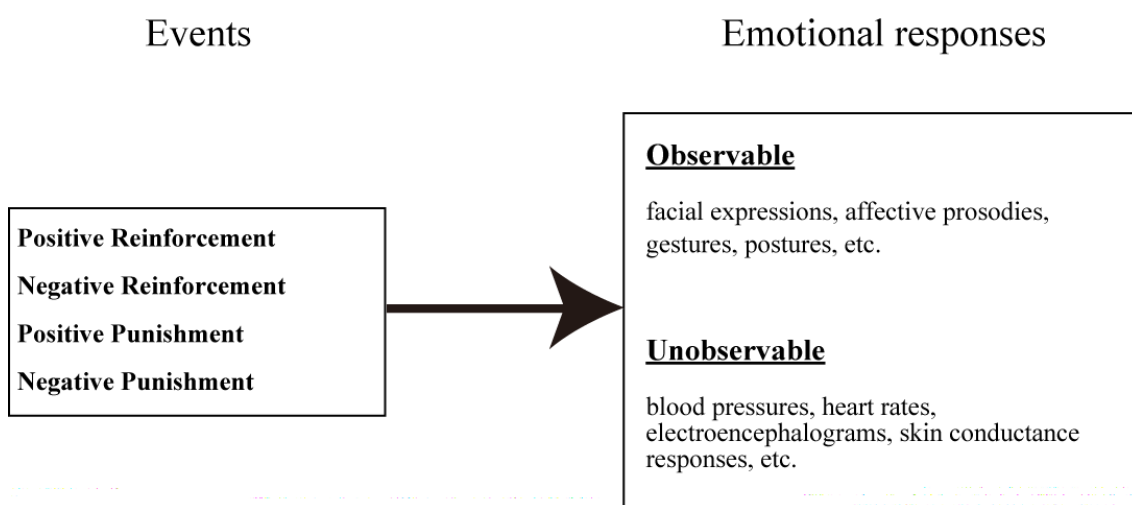 Events
Emotional responses
Positive Reinforcement
Negative Reinforcement
Positive Punishment
Negative Punishment
Observable
facial expressions, affective prosodies,
gestures, postures, etc.
Unobservable
blood pressures, heart rates,
electroencephalograms, skin conductance
responses, etc.